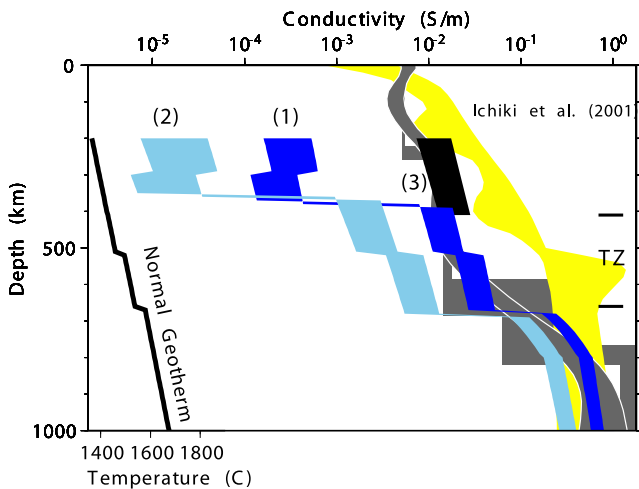 Conductivity (S/m)
10-5 10-4 10-3 10-2 10-1 100
0
Ichiki et al. (2001)
(2) (1)
(3)
500
TZ
Depth (km)
Normal Geotherm
1000
1400 1600 1800
Temperature (C)